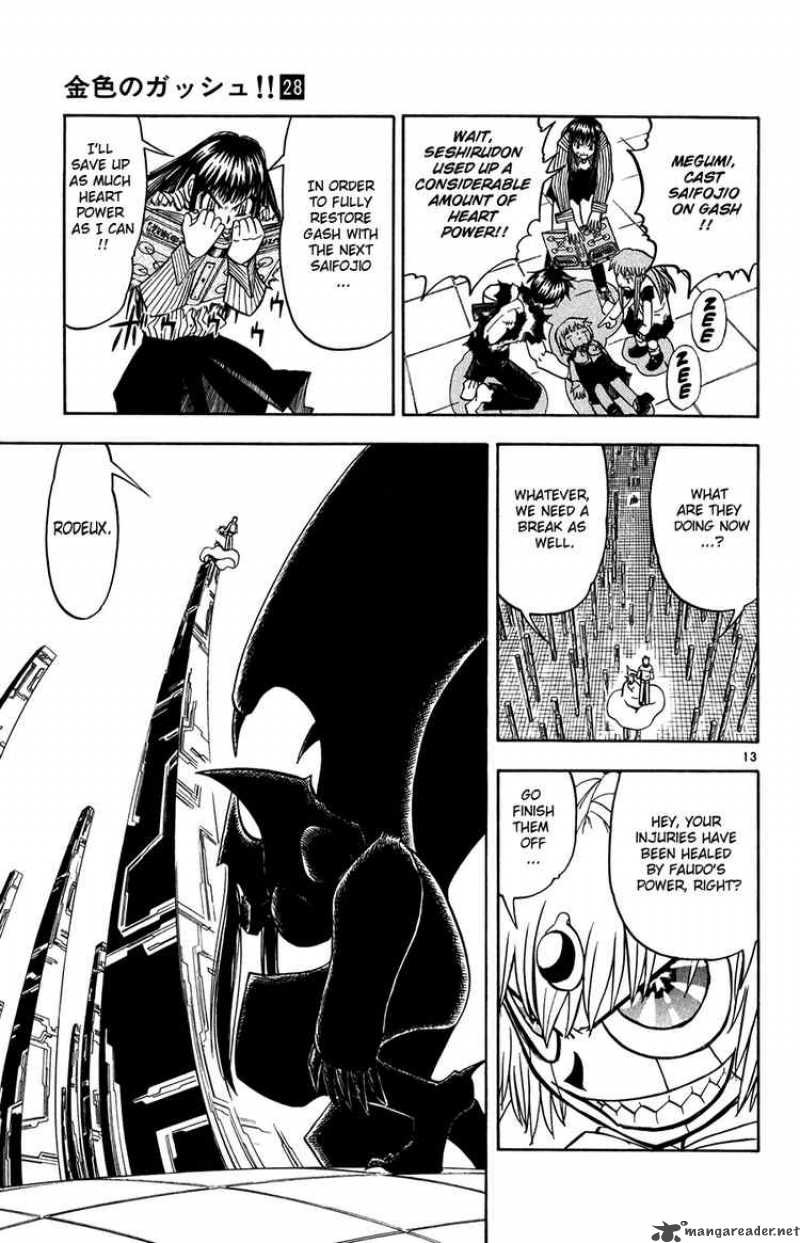 金色のガッシュ!! 28
MEGUMI,
CAST
SAIFOJIO
ON GASH
!!
WAIT,
SESHIRUDON
USED UP A
CONSIDERABLE
AMOUNT OF
HEART
POWER!!
ZEE
ZEE
IN ORDER
TO FULLY
RESTORE
GASH WITH
THE NEXT
SAIFOJIO
...
I'LL
SAVE UP
AS MUCH
HEART
POWER
AS I CAN
!!
WHAT
ARE THEY
DOING NOW
...?
WHATEVER,
WE NEED A
BREAK AS
WELL.
13
HEY, YOUR
INJURIES HAVE
BEEN HEALED
BY FAUDO'S
POWER, RIGHT?
GO
FINISH
THEM
OFF
...
RODEUX.
mangareader.net